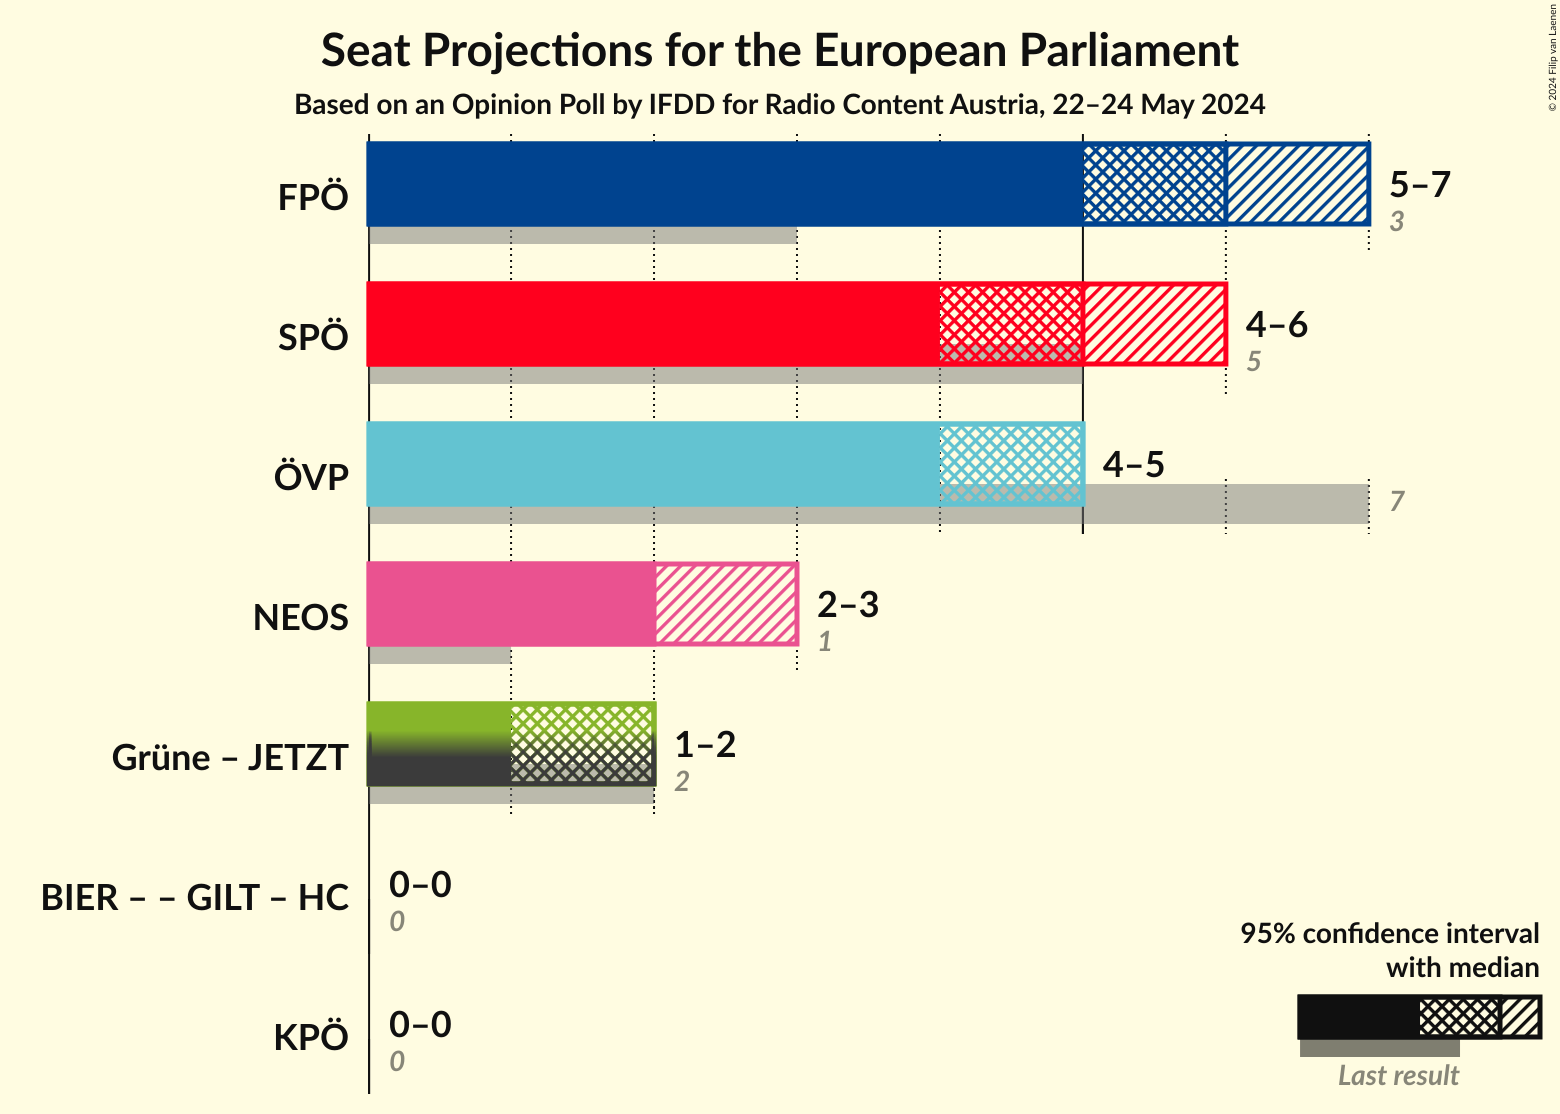 Seat Projections for the European Parliament
Based on an Opinion Poll by IFDD for Radio Content Austria, 22–24 May 2024
© 2024 Filip van Laenen
FPÖ
5–7
3
SPÖ
4–6
5
ÖVP
4–5
7
NEOS
2–3
1
Grüne – JETZT
1–2
2
BIER – – GILT – HC
0–0
0
KPÖ
0–0
0
95% confidence interval
with median
Last result